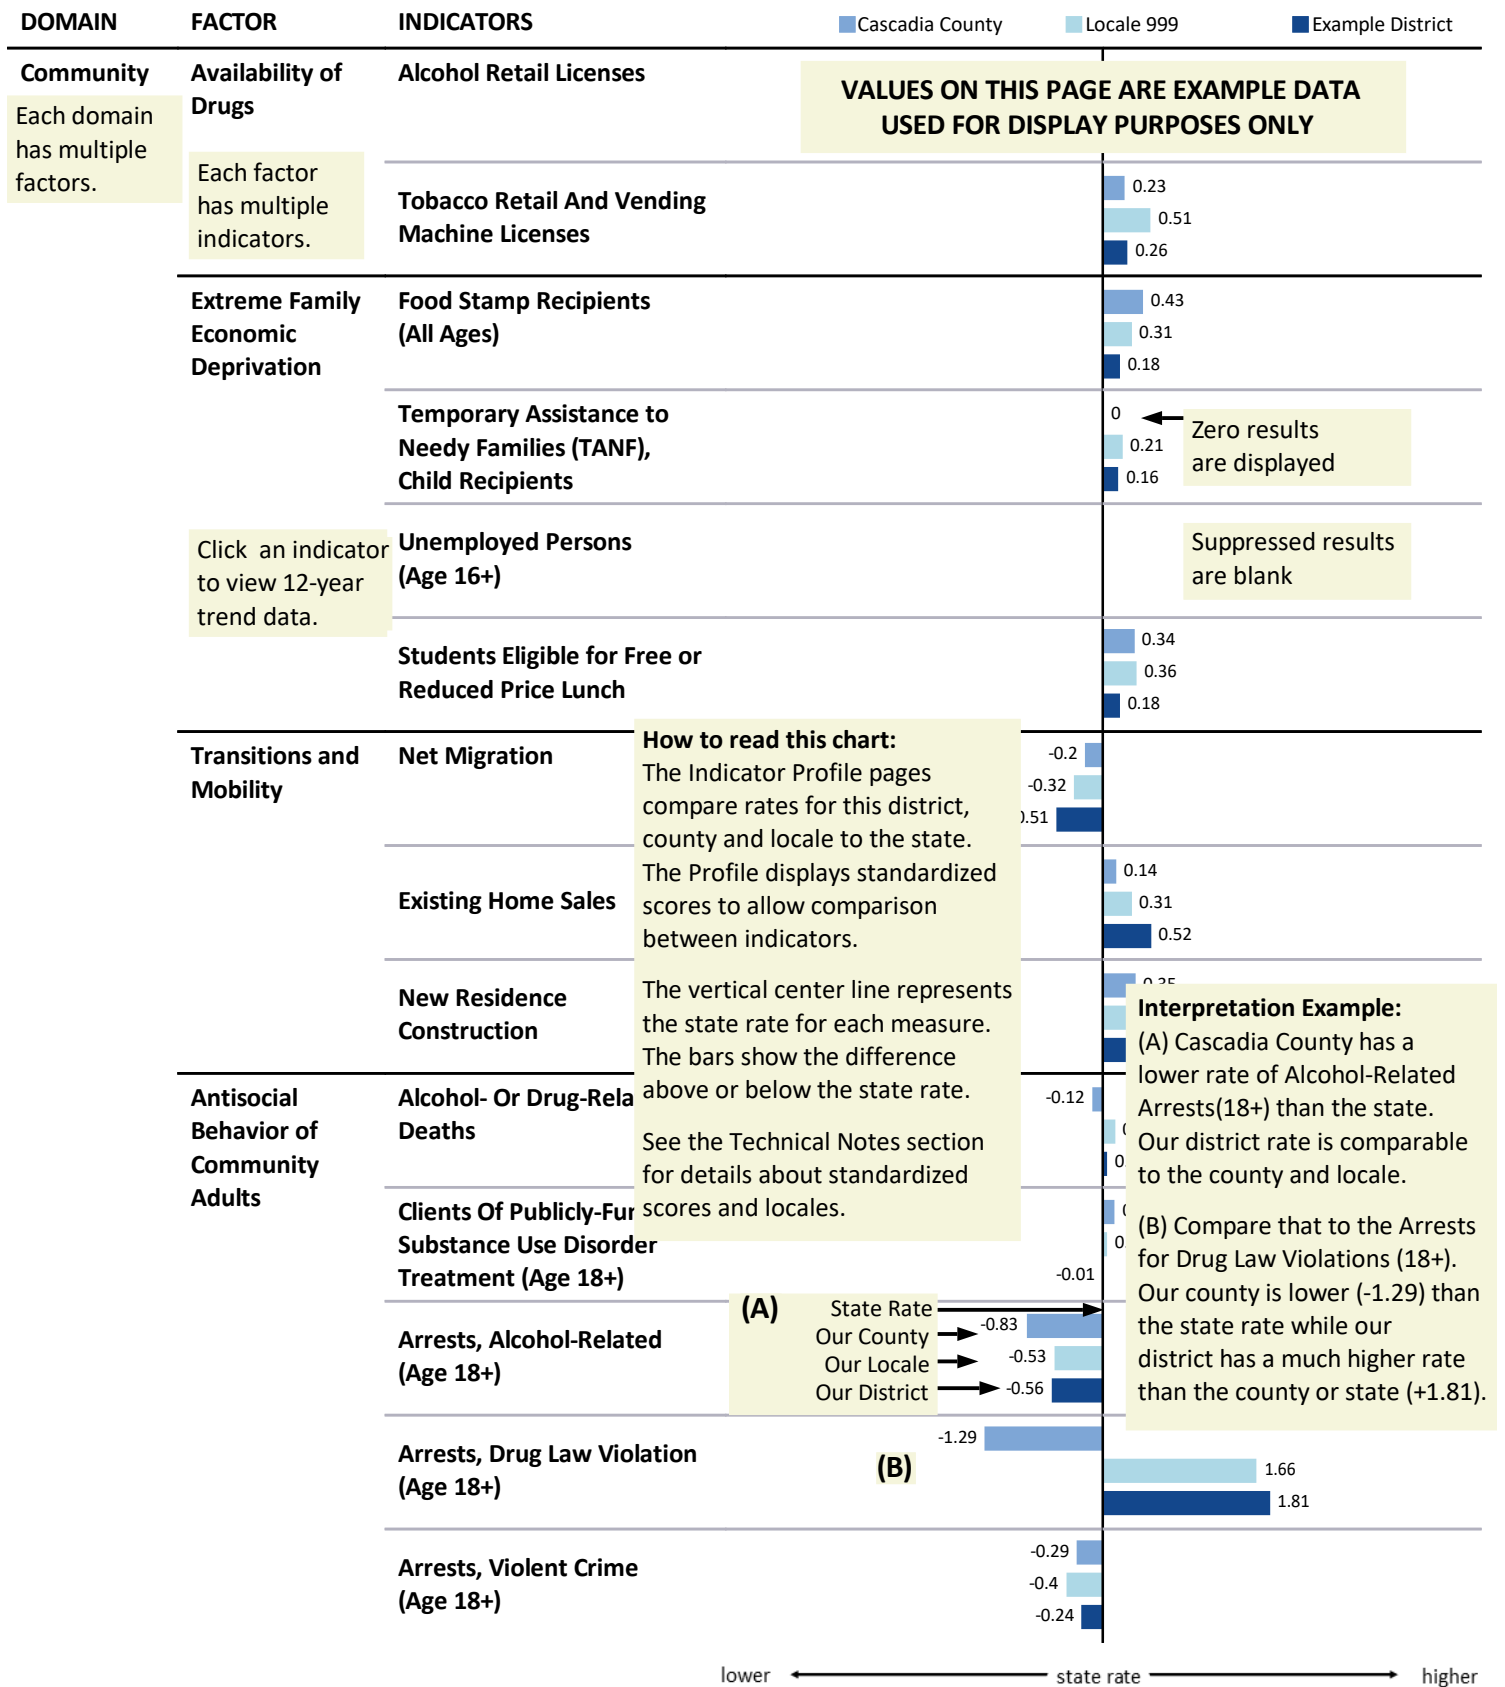 DOMAIN FACTOR INDICATORS Cascadia County Locale 999 Example District
Community
Each domain
has multiple
factors.
Availability of
Drugs
Each factor
has multiple
indicators.
Alcohol Retail Licenses
VALUES ON THIS PAGE ARE EXAMPLE DATA
USED FOR DISPLAY PURPOSES ONLY
Tobacco Retail And Vending
Machine Licenses
0.23
0.51
0.26
Extreme Family
Economic
Deprivation
Food Stamp Recipients
(All Ages)
0.43
0.31
0.18
Temporary Assistance to
Needy Families (TANF),
Child Recipients
0
0.21
0.16
Zero results
are displayed
Click an indicator
to view 12-year
trend data.
Unemployed Persons
(Age 16+)
Suppressed results
are blank
Students Eligible for Free or
Reduced Price Lunch
0.34
0.36
0.18
Transitions and
Mobility
Net Migration
-0.2
-0.32
.51
How to read this chart:
The Indicator Profile pages
compare rates for this district,
county and locale to the state.
The Profile displays standardized
scores to allow comparison
between indicators.
The vertical center line represents
the state rate for each measure.
The bars show the difference
above or below the state rate.
See the Technical Notes section
for details about standardized
scores and locales.
Existing Home Sales
0.14
0.31
0.52
New Residence
Construction
Interpretation Example:
(A) Cascadia County has a
lower rate of Alcohol-Related
Arrests(18+) than the state.
Our district rate is comparable
to the county and locale.
(B) Compare that to the Arrests
for Drug Law Violations (18+).
Our county is lower (-1.29) than
the state rate while our
district has a much higher rate
than the county or state (+1.81).
Antisocial
Behavior of
Community
Adults
Alcohol- Or Drug-Rela
Deaths
-0.12
0.
Clients Of Publicly-Fun
Substance Use Disorder
Treatment (Age 18+)
0.
-0.01
Arrests, Alcohol-Related
(Age 18+)
(A)
State Rate
Our County
Our Locale
Our District
-0.83
-0.53
-0.56
Arrests, Drug Law Violation
(Age 18+)
(B)
-1.29
1.66
1.81
Arrests, Violent Crime
(Age 18+)
-0.29
-0.4
-0.24
lower state rate higher